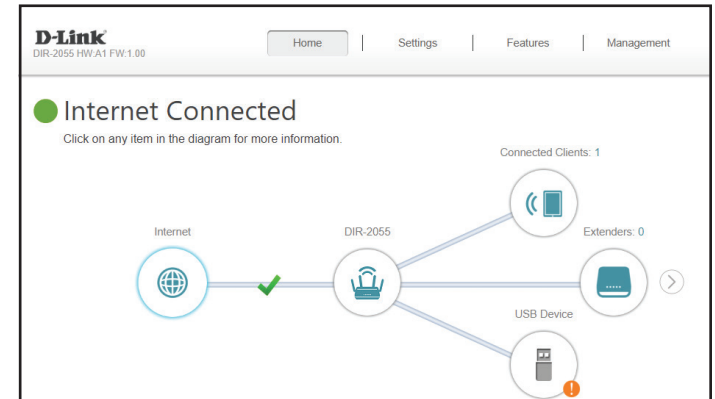 D-Link
DIR-2055 HW:A1 FW:1.00
Home
Settings
Features
Management
Internet Connected
Click on any item in the diagram for more information.
Connected Clients: 1
Internet
DIR-2055
Extenders: 0
USB Device